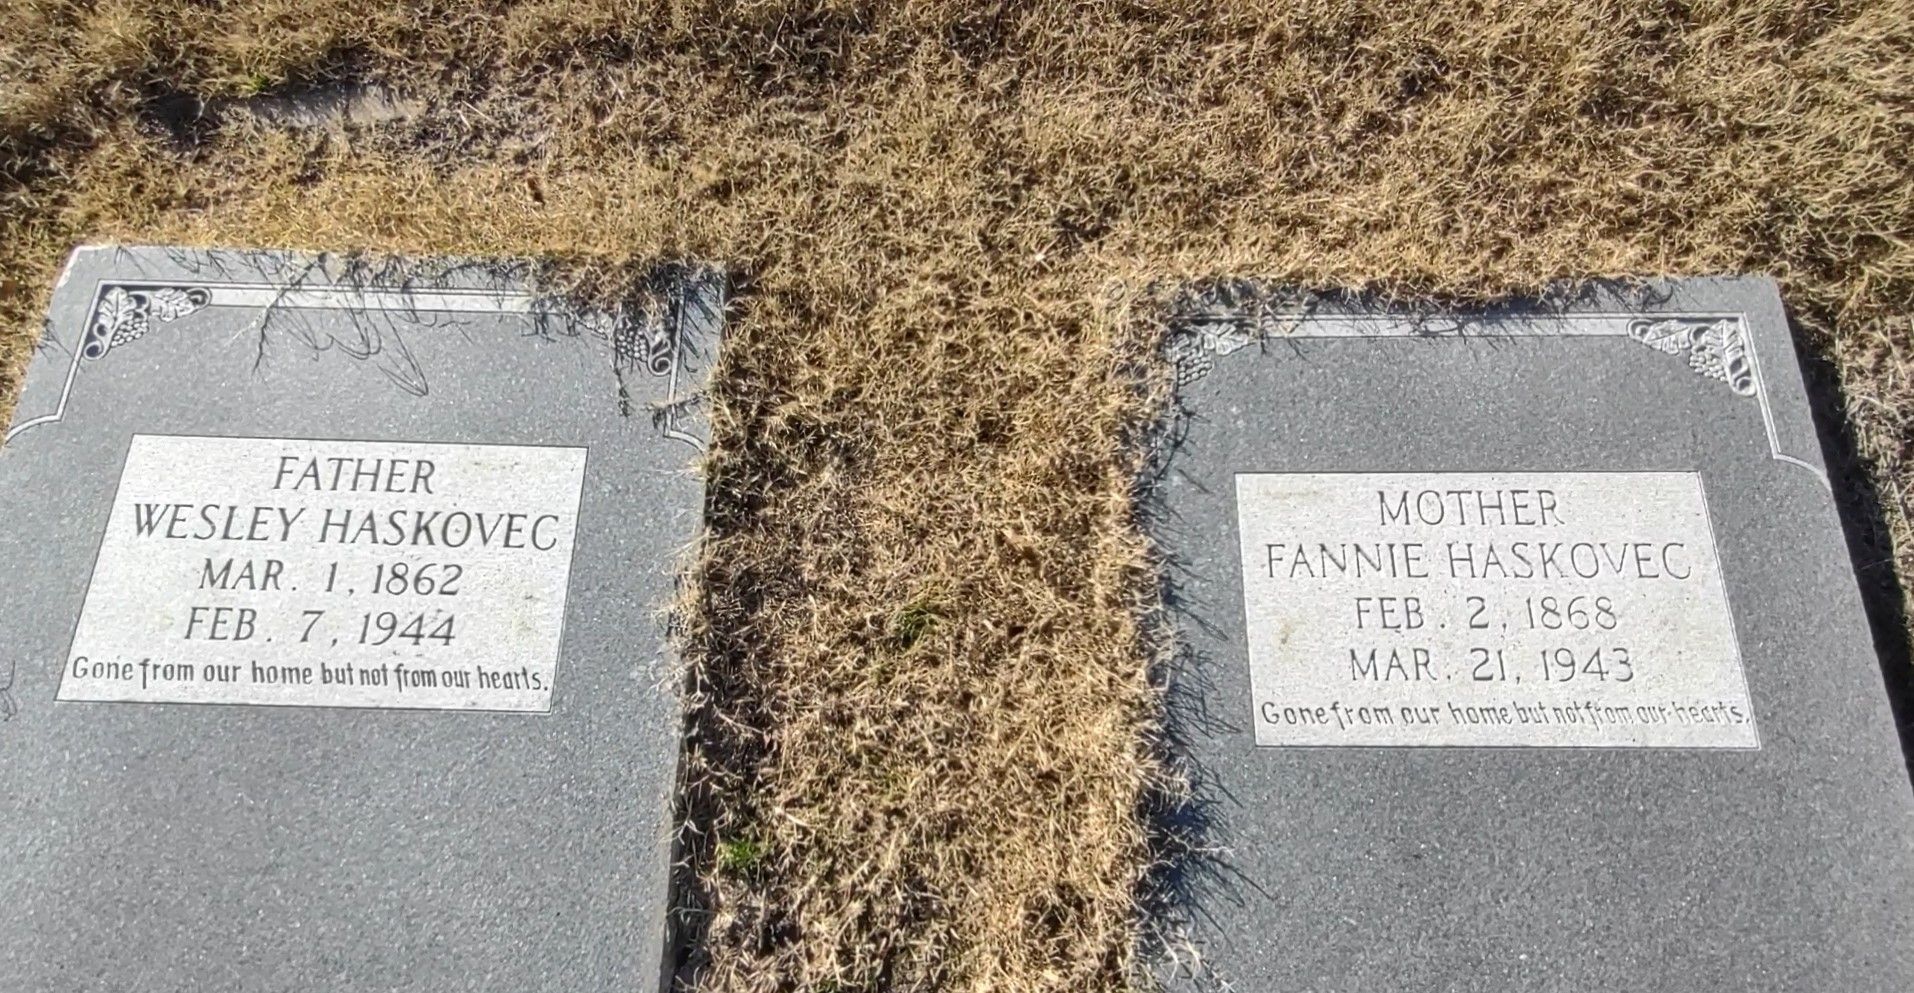 FATHER
WESLEY HASKOVEC
MAR. 1, 1862
FEB. 7, 1944
Gone from our home but not from our hearts.
MOTHER
FANNIE HASKOVEC
FEB. 2, 1868
MAR. 21, 1943
Gone from our home but not from our hearts.